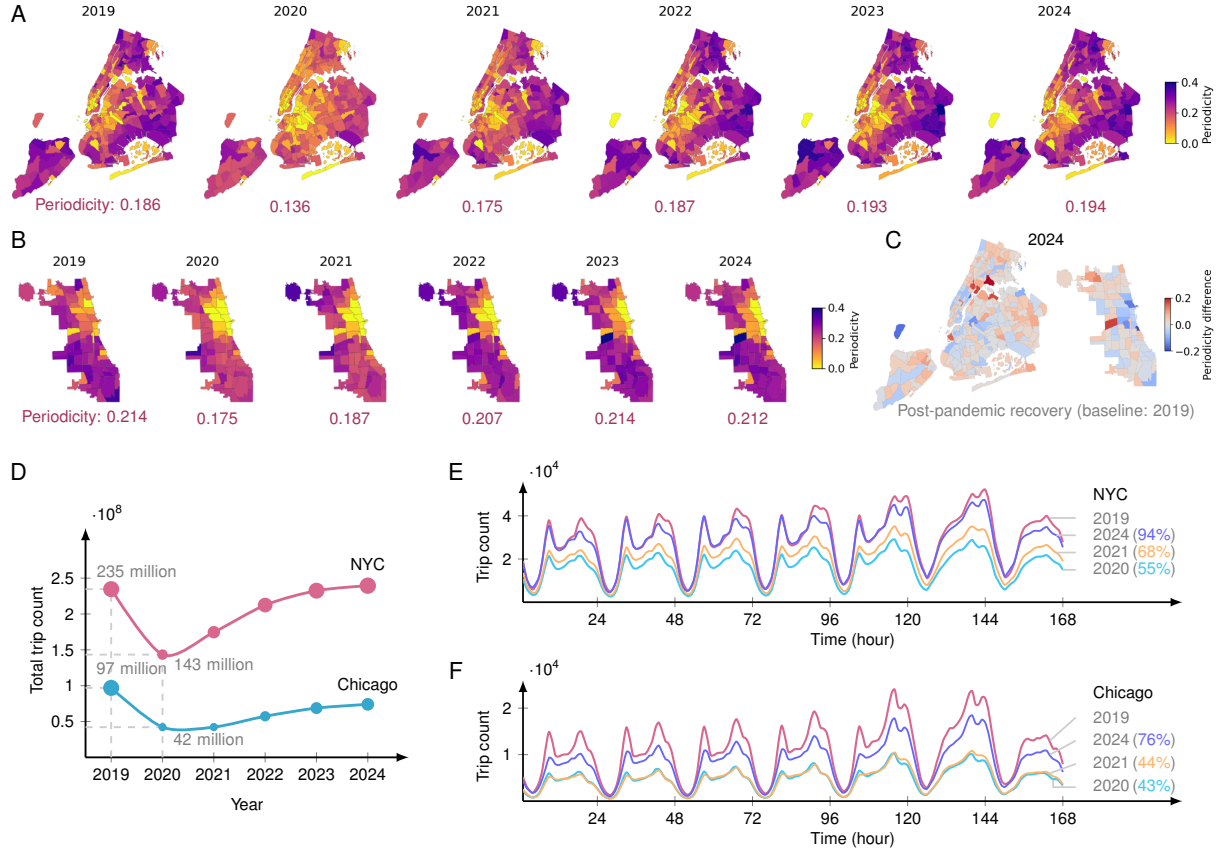 A
2019
2020
2021
2022
2023
2024
0.4
0.2
0.0
Periodicity
Periodicity: 0.186
0.136
0.175
0.187
0.193
0.194
B
2019
2020
2021
2022
2023
2024
0.4
0.2
0.0
Periodicity
Periodicity: 0.214
0.175
0.187
0.207
0.214
0.212
C
2024
0.2
0.0
−0.2
Periodicity difference
Post-pandemic recovery (baseline: 2019)
D
·10⁸
Total trip count
2.5
2
1.5
1
0.5
235 million
NYC
143 million
97 million
Chicago
42 million
2019
2020
2021
2022
2023
2024
Year
E
·10⁴
Trip count
4
2
24
48
72
96
120
144
168
Time (hour)
NYC
2019
2024 (94%)
2021 (68%)
2020 (55%)
F
·10⁴
Trip count
2
1
24
48
72
96
120
144
168
Time (hour)
Chicago
2019
2024 (76%)
2021 (44%)
2020 (43%)